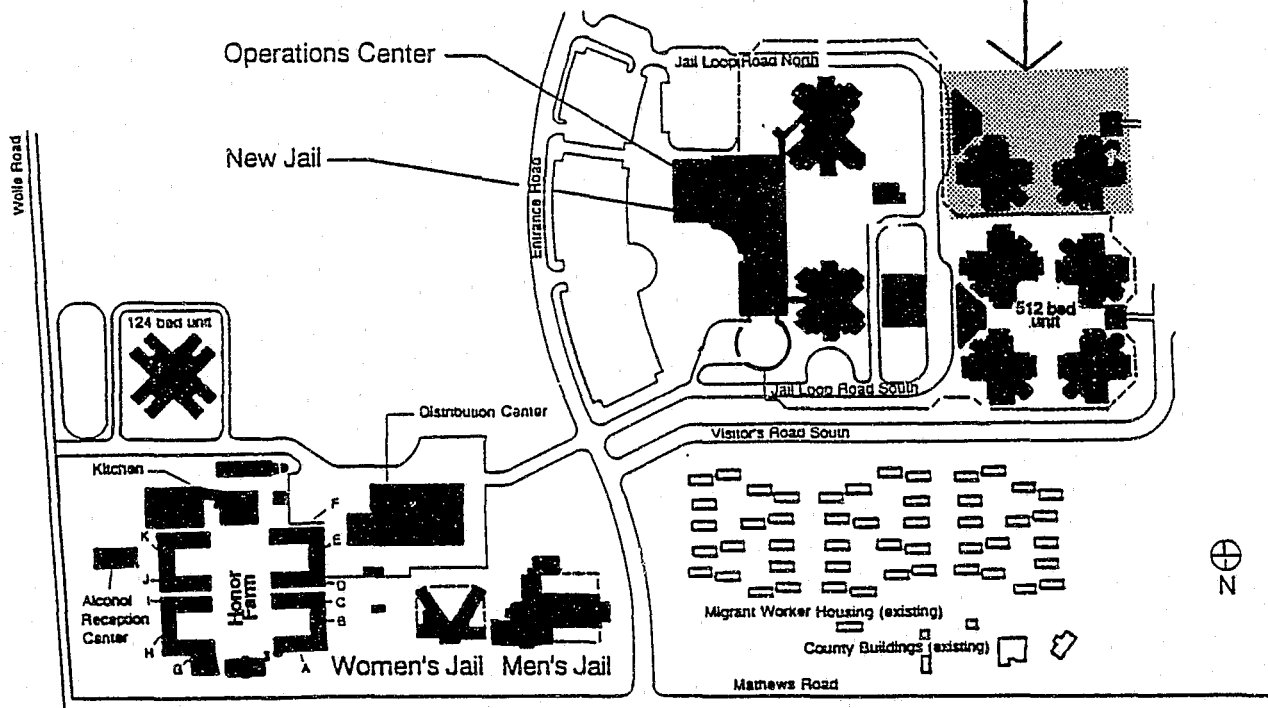 Operations Center
Jail Loop Road North
New Jail
Wolfe Road
Entrance Road
124 bed unit
512 bed
unit
Jail Loop Road South
Distribution Center
Visitor's Road South
Kitchen
F
K
E
J
D
I
C
B
Honor
Farm
Alcohol
Reception
Center
H
G
A
Women's Jail
Men's Jail
Migrant Worker Housing (existing)
County Buildings (existing)
Mathews Road
N